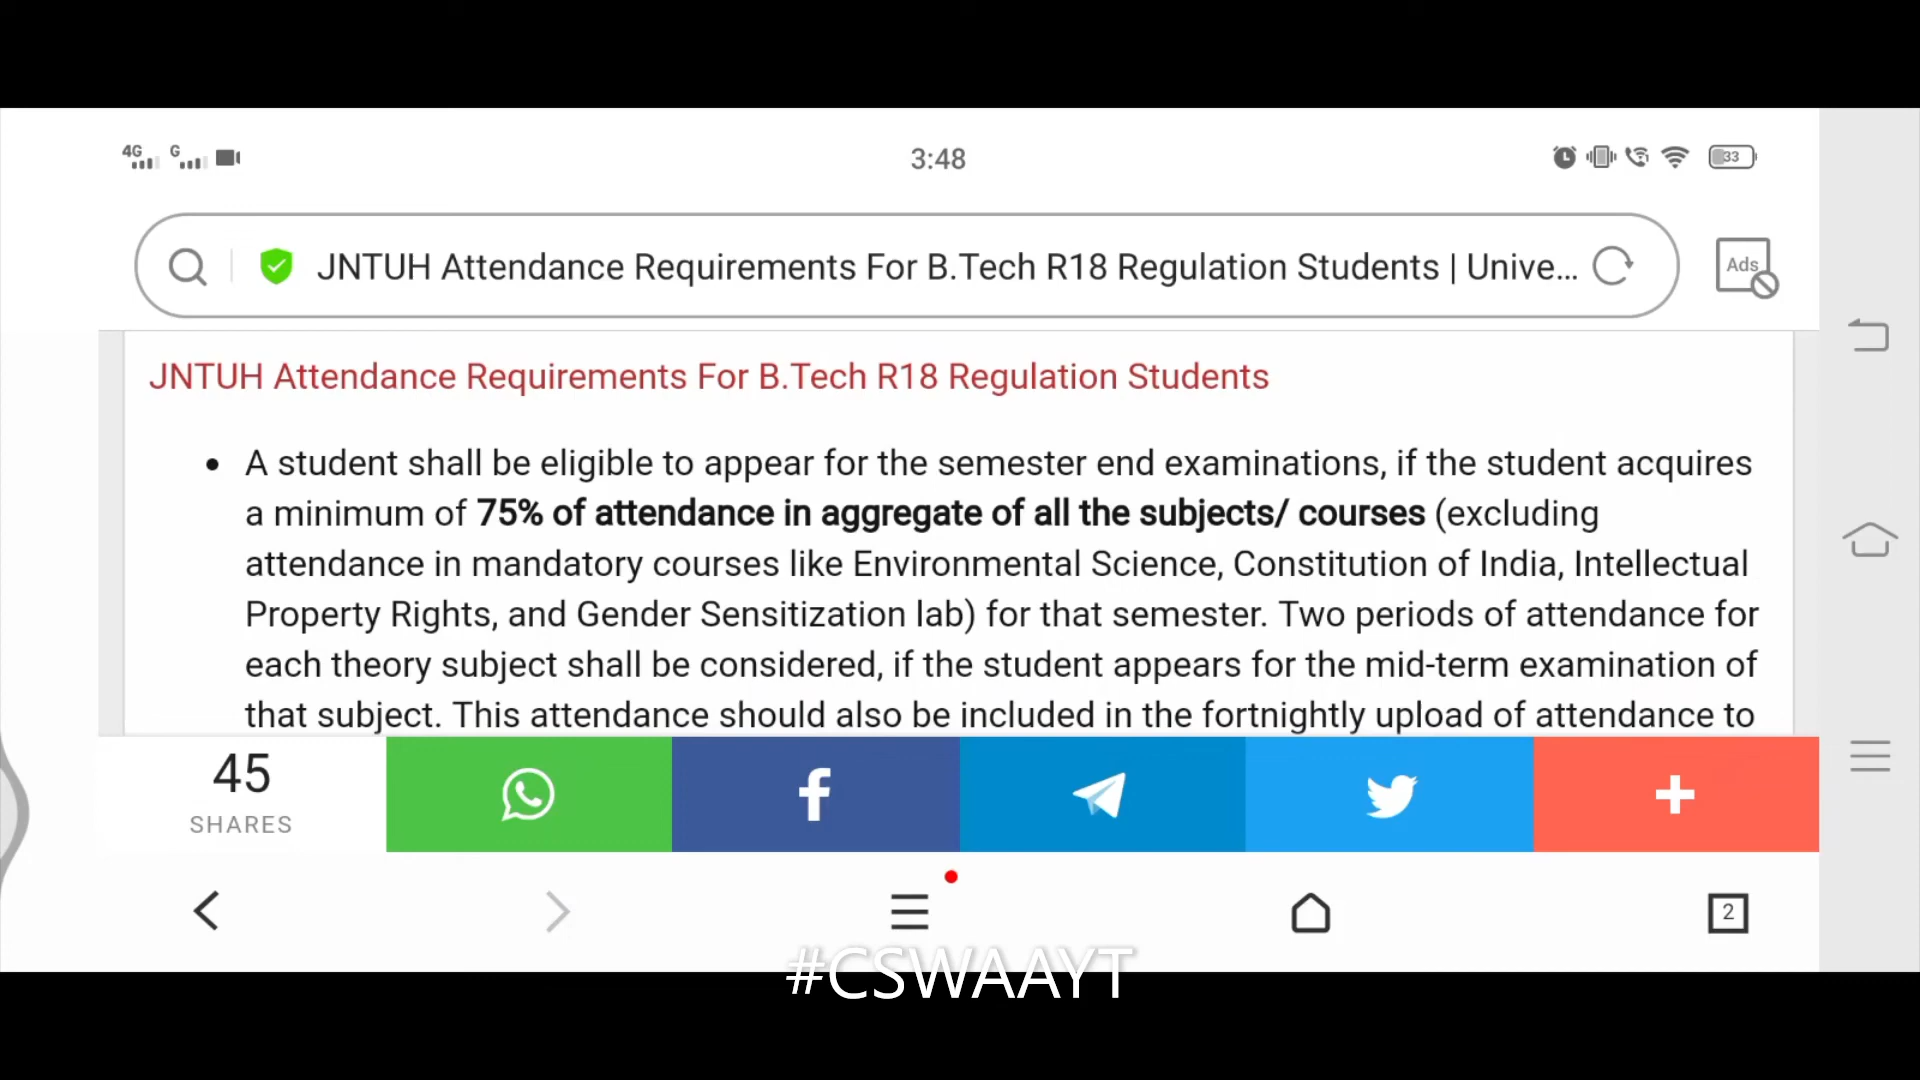 4G G 3:48 33
JNTUH Attendance Requirements For B.Tech R18 Regulation Students | Unive... Ads
JNTUH Attendance Requirements For B.Tech R18 Regulation Students
• A student shall be eligible to appear for the semester end examinations, if the student acquires
a minimum of 75% of attendance in aggregate of all the subjects/ courses (excluding
attendance in mandatory courses like Environmental Science, Constitution of India, Intellectual
Property Rights, and Gender Sensitization lab) for that semester. Two periods of attendance for
each theory subject shall be considered, if the student appears for the mid-term examination of
that subject. This attendance should also be included in the fortnightly upload of attendance to
45
SHARES
2
#CSWAAYT